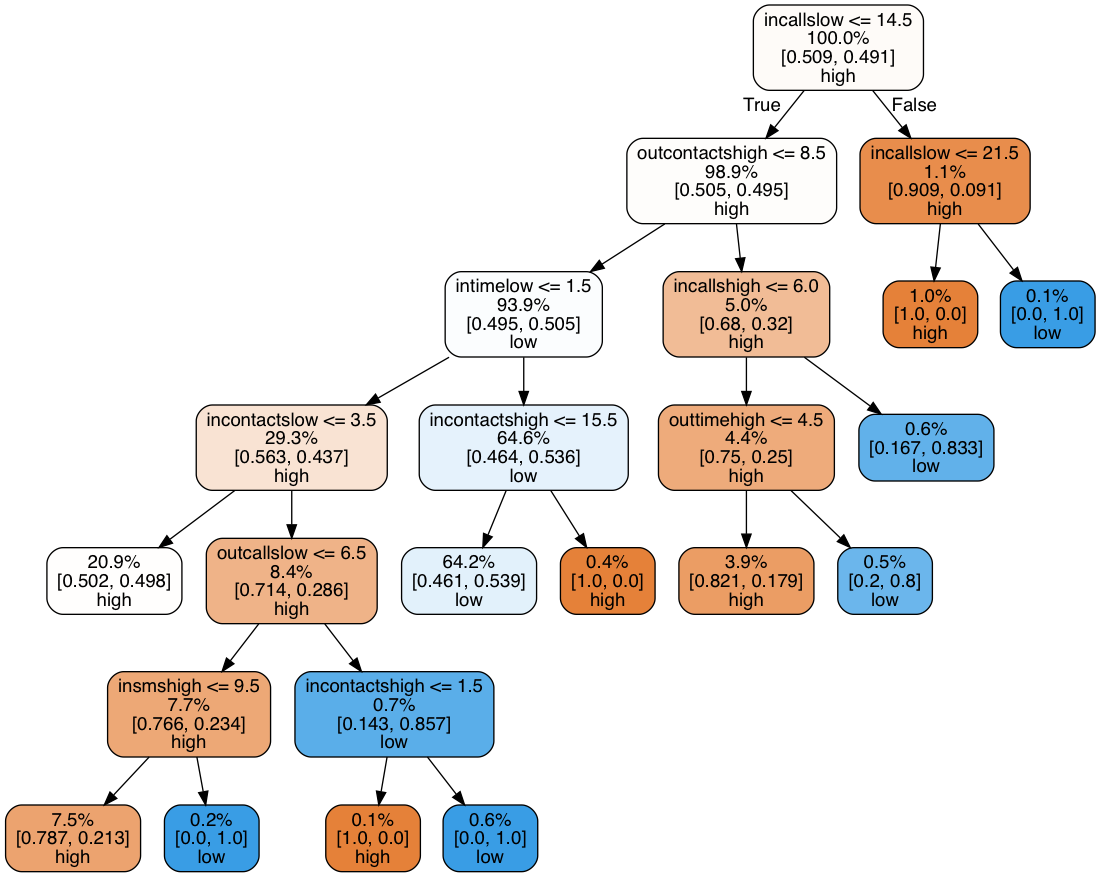 incallslow <= 14.5
100.0%
[0.509, 0.491]
high
True
False
outcontactshigh <= 8.5
98.9%
[0.505, 0.495]
high
incallslow <= 21.5
1.1%
[0.909, 0.091]
high
intimelow <= 1.5
93.9%
[0.495, 0.505]
low
incallshigh <= 6.0
5.0%
[0.68, 0.32]
high
1.0%
[1.0, 0.0]
high
0.1%
[0.0, 1.0]
low
incontactslow <= 3.5
29.3%
[0.563, 0.437]
high
incontactshigh <= 15.5
64.6%
[0.464, 0.536]
low
outtimehigh <= 4.5
4.4%
[0.75, 0.25]
high
0.6%
[0.167, 0.833]
low
20.9%
[0.502, 0.498]
high
outcallslow <= 6.5
8.4%
[0.714, 0.286]
high
64.2%
[0.461, 0.539]
low
0.4%
[1.0, 0.0]
high
3.9%
[0.821, 0.179]
high
0.5%
[0.2, 0.8]
low
insmshigh <= 9.5
7.7%
[0.766, 0.234]
high
incontactshigh <= 1.5
0.7%
[0.143, 0.857]
low
7.5%
[0.787, 0.213]
high
0.2%
[0.0, 1.0]
low
0.1%
[1.0, 0.0]
high
0.6%
[0.0, 1.0]
low